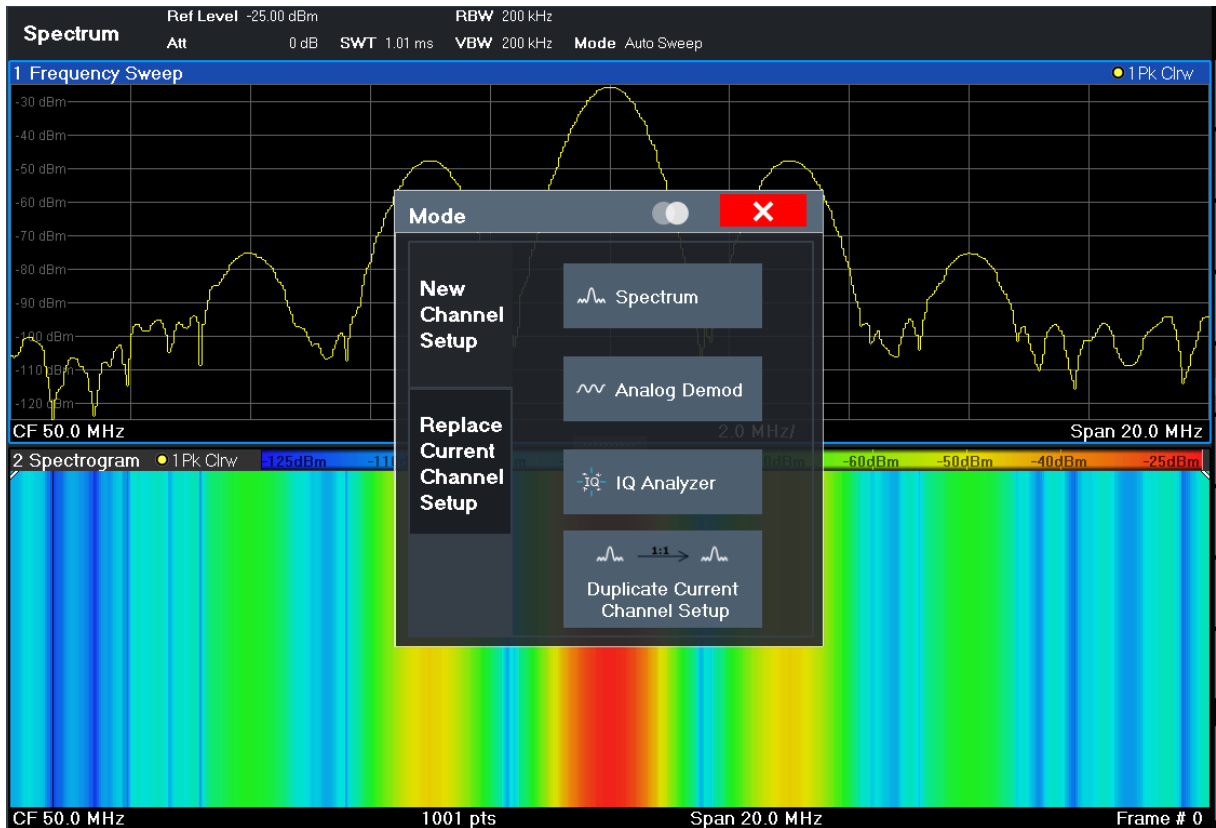 Spectrum
Ref Level -25.00 dBm RBW 200 kHz
Att 0 dB SWT 1.01 ms VBW 200 kHz Mode Auto Sweep
1 Frequency Sweep 1Pk Clrw
-30 dBm
-40 dBm
-50 dBm
-60 dBm
-70 dBm
-80 dBm
-90 dBm
-100 dBm
-110 dBm
-120 dBm
CF 50.0 MHz 2.0 MHz/ Span 20.0 MHz
Mode
New
Channel
Setup
Replace
Current
Channel
Setup
Spectrum
Analog Demod
IQ Analyzer
1:1
Duplicate Current
Channel Setup
2 Spectrogram 1Pk Clrw -125dBm -60dBm -50dBm -40dBm -25dBm
CF 50.0 MHz 1001 pts Span 20.0 MHz Frame # 0